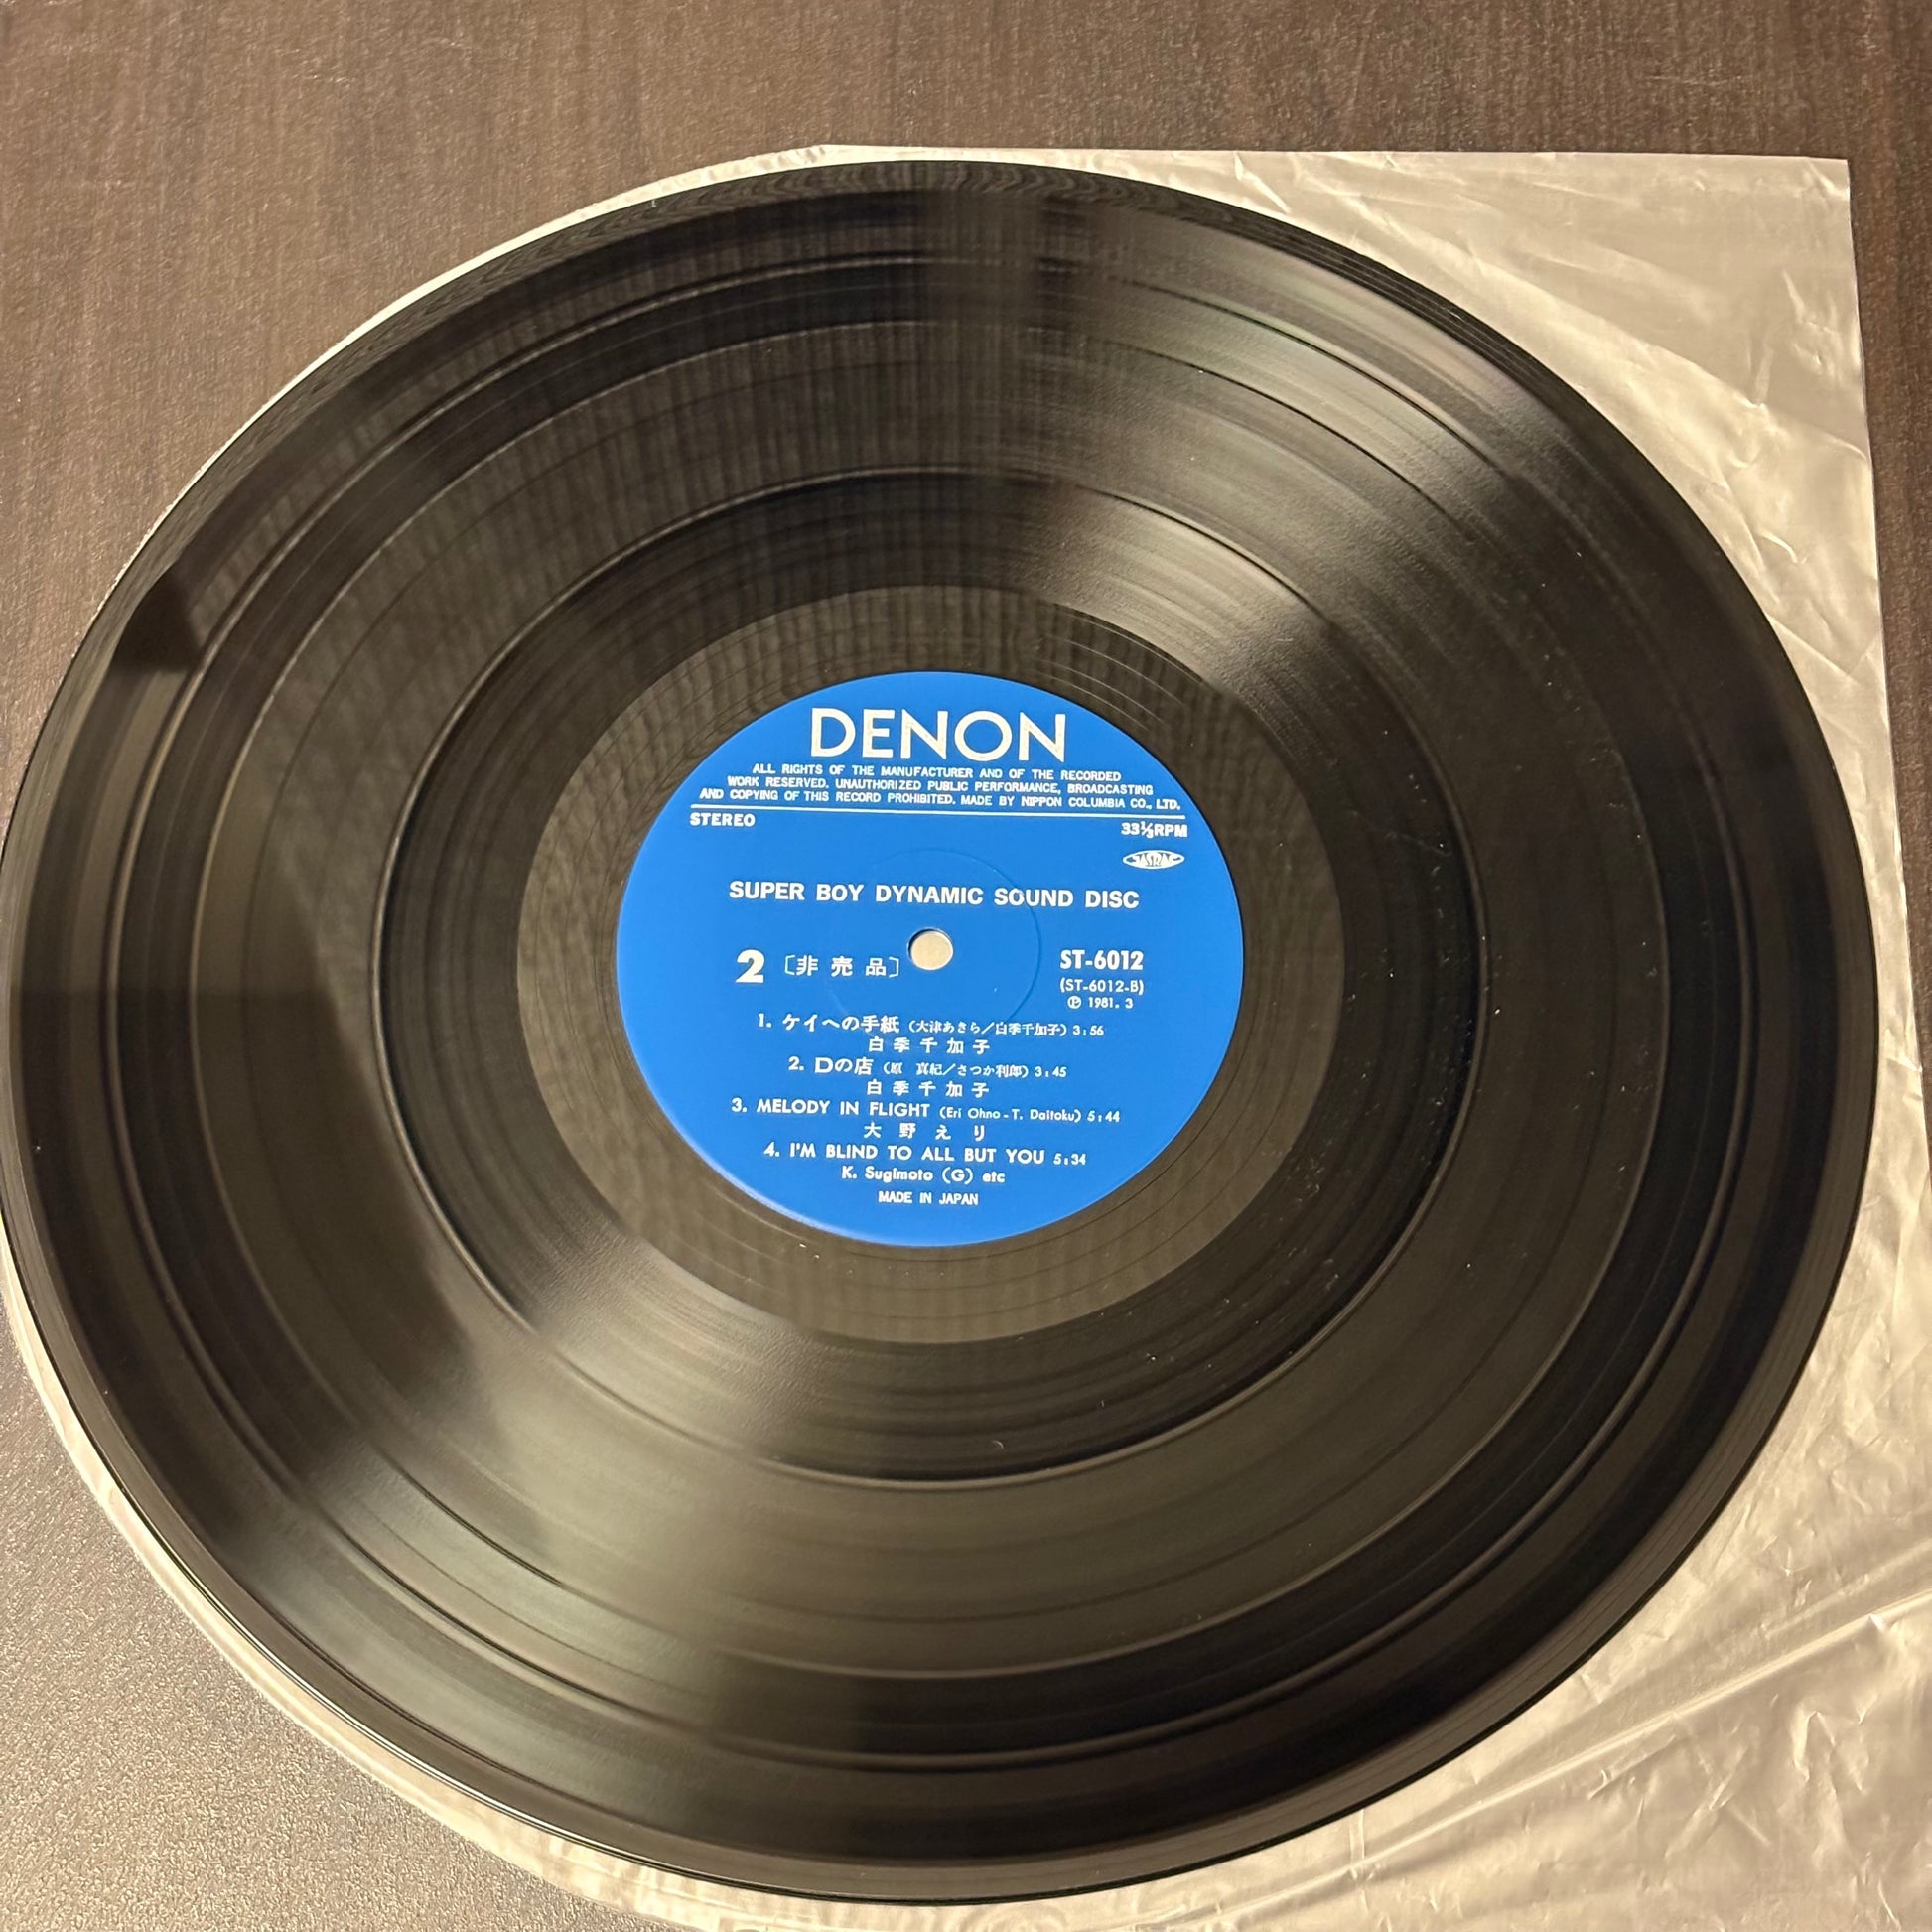 DENON
ALL RIGHTS OF THE MANUFACTURER AND OF THE RECORDED
WORK RESERVED. UNAUTHORIZED PUBLIC PERFORMANCE, BROADCASTING
AND COPYING OF THIS RECORD PROHIBITED. MADE BY NIPPON COLUMBIA CO., LTD.
STEREO 33⅓RPM
JASRAC
SUPER BOY DYNAMIC SOUND DISC
2〔非売品〕 ST-6012
(ST-6012-B)
Ⓟ 1981. 3
1. ケイへの手紙（大津あきら／白季千加子）3:56
白季千加子
2. Dの店（原 真紀／さつか利郎）3:45
白季千加子
3. MELODY IN FLIGHT (Eri Ohno-T. Daitoku) 5:44
大野えり
4. I'M BLIND TO ALL BUT YOU 5:34
K. Sugimoto (G) etc
MADE IN JAPAN